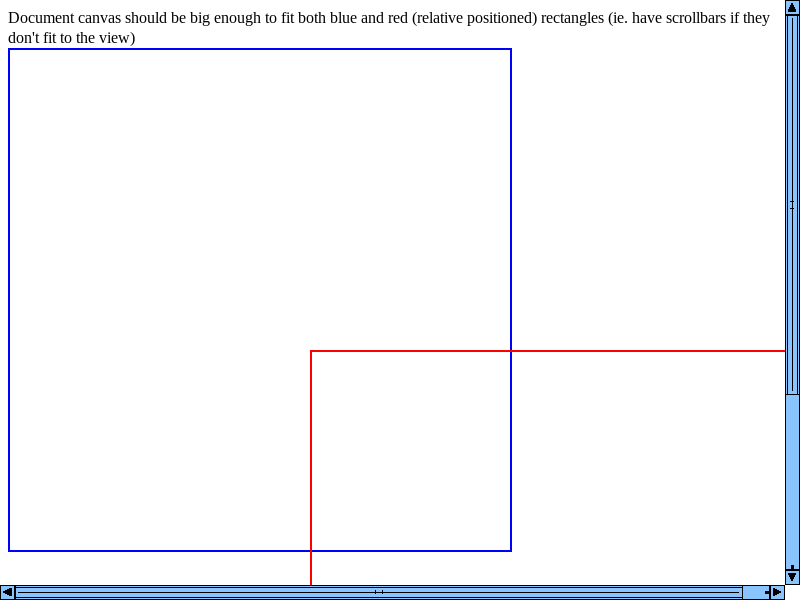 Document canvas should be big enough to fit both blue and red (relative positioned) rectangles (ie. have scrollbars if they
don't fit to the view)